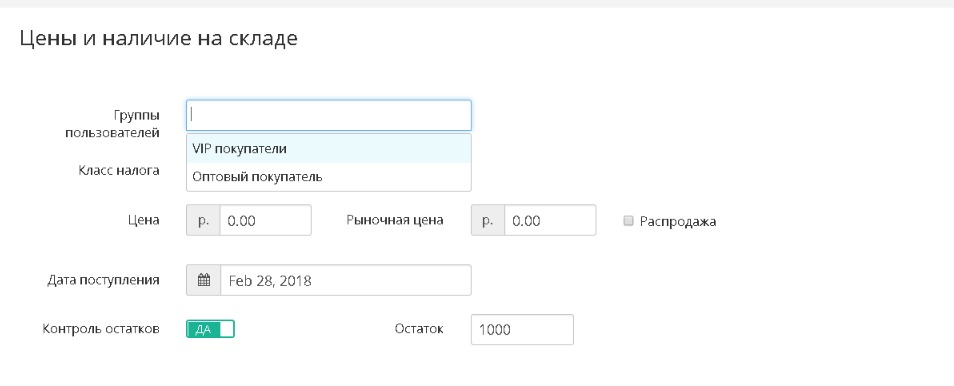 Цены и наличие на складе
Группы
пользователей
VIP покупатели
Класс налога
Оптовый покупатель
Цена р. 0.00 Рыночная цена р. 0.00 Распродажа
Дата поступления Feb 28, 2018
Контроль остатков ДА Остаток 1000